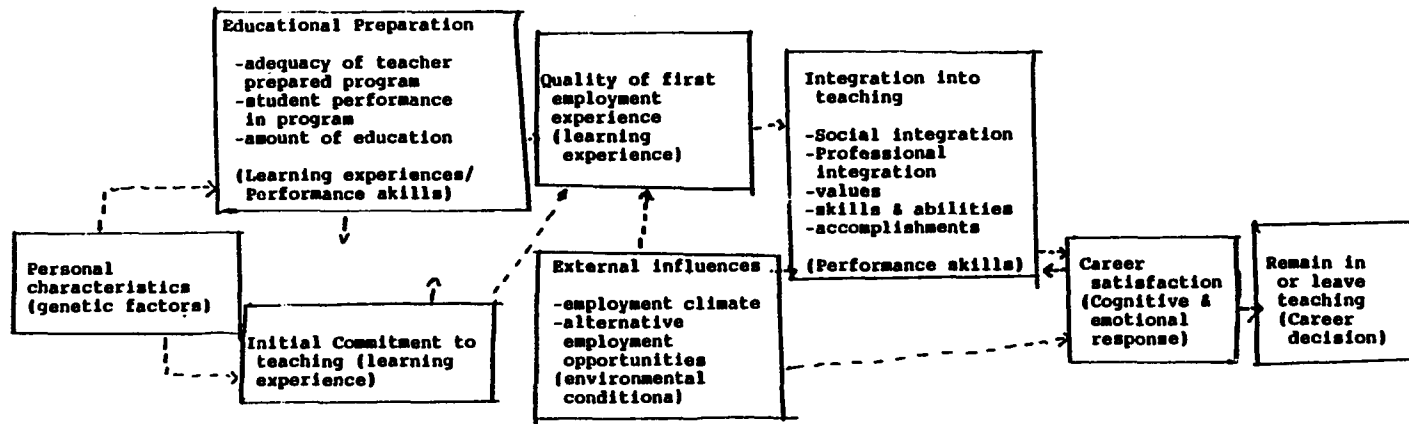 Educational Preparation
-adequacy of teacher
prepared program
-student performance
in program
-amount of education
(Learning experiences/
Performance akills)
Personal
characteristics
(genetic factors)
Initial Commitment to
teaching (learning
experience)
Quality of first
employment
experience
(learning
experience)
External influences
-employment climate
-alternative
employment
opportunities
(environmental
conditiona)
Integration into
teaching
-Social integration
-Professional
integration
-values
-skills & abilities
-accomplishments
(Performance skills)
Career
satisfaction
(Cognitive &
emotional
response)
Remain in
or leave
teaching
(Career
decision)